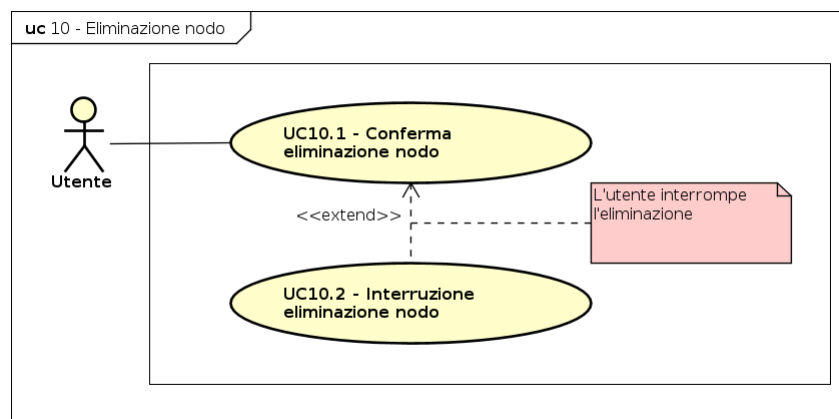 uc 10 - Eliminazione nodo
UC10.1 - Conferma
eliminazione nodo
Utente
L'utente interrompe
l'eliminazione
<<extend>>
UC10.2 - Interruzione
eliminazione nodo